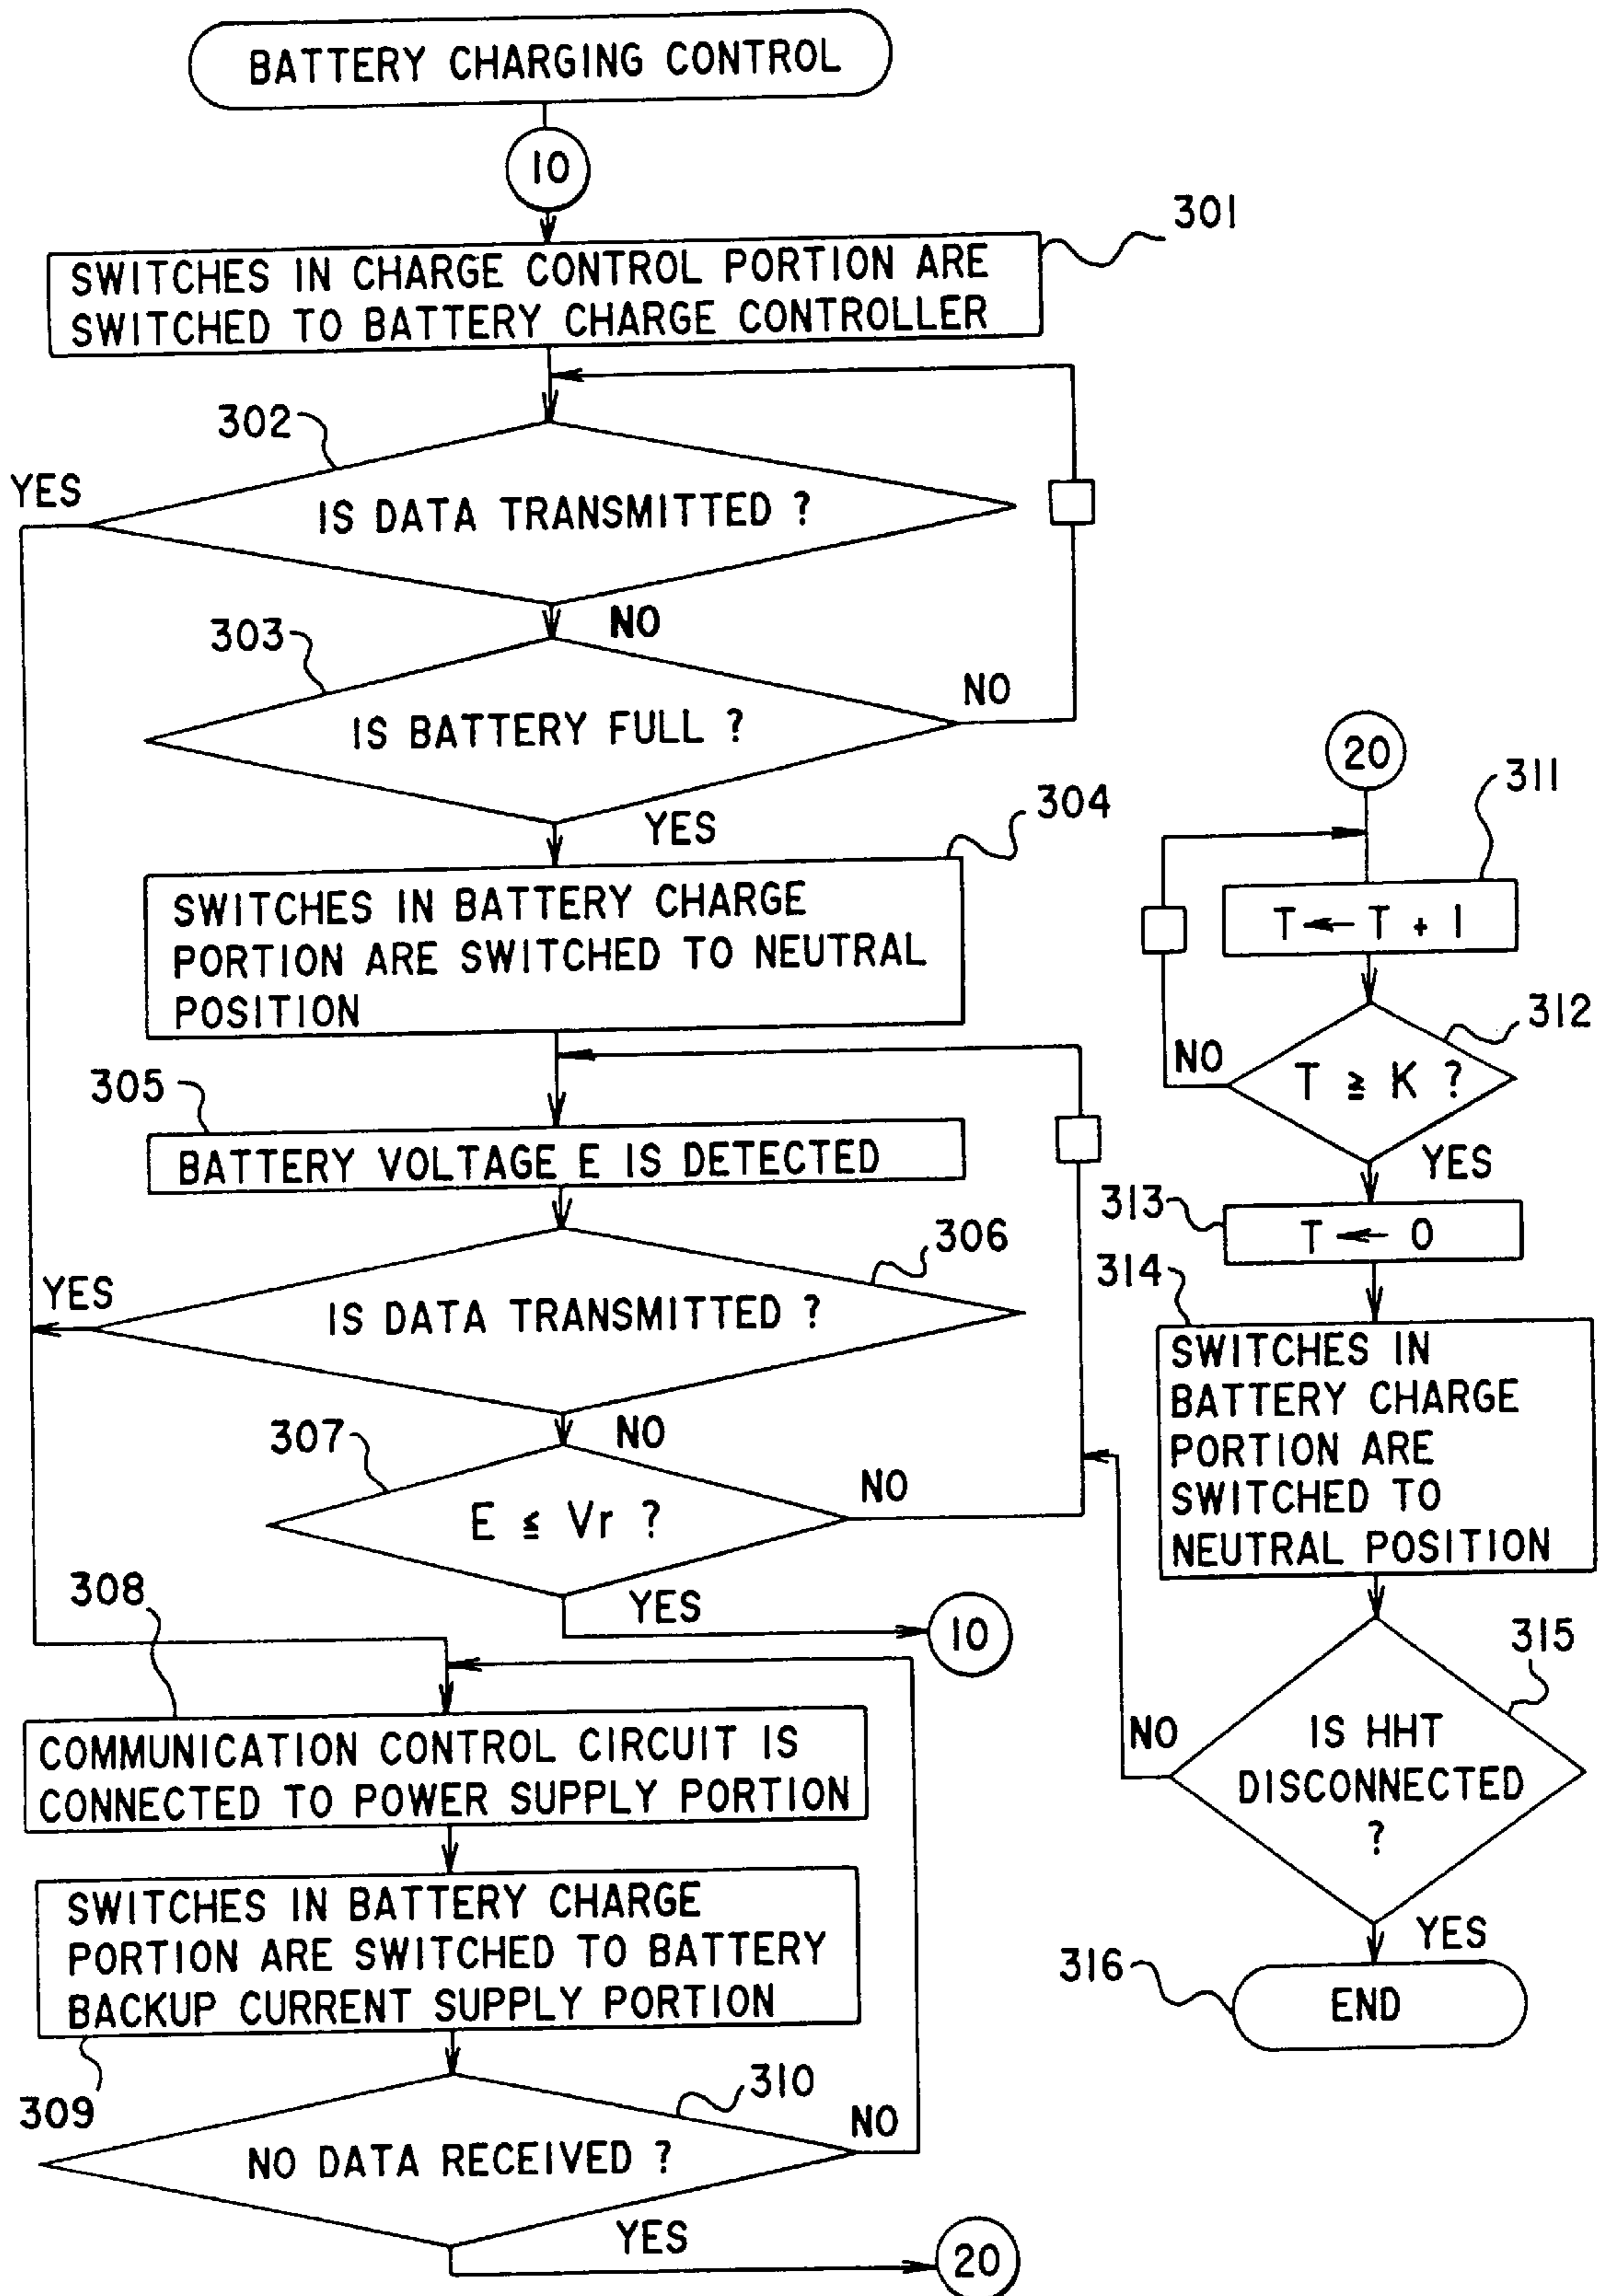 BATTERY CHARGING CONTROL
10
301
SWITCHES IN CHARGE CONTROL PORTION ARE
SWITCHED TO BATTERY CHARGE CONTROLLER
302
YES
IS DATA TRANSMITTED ?
NO
303
NO
IS BATTERY FULL ?
YES
304
SWITCHES IN BATTERY CHARGE
PORTION ARE SWITCHED TO NEUTRAL
POSITION
305
BATTERY VOLTAGE E IS DETECTED
306
YES
IS DATA TRANSMITTED ?
NO
307
NO
E ≦ Vr ?
YES
10
308
COMMUNICATION CONTROL CIRCUIT IS
CONNECTED TO POWER SUPPLY PORTION
SWITCHES IN BATTERY CHARGE
PORTION ARE SWITCHED TO BATTERY
BACKUP CURRENT SUPPLY PORTION
309
310
NO
NO DATA RECEIVED ?
YES
20
20
311
T ← T + 1
312
NO
T ≧ K ?
YES
313
T ← 0
314
SWITCHES IN
BATTERY CHARGE
PORTION ARE
SWITCHED TO
NEUTRAL POSITION
315
NO
IS HHT
DISCONNECTED
?
YES
316
END